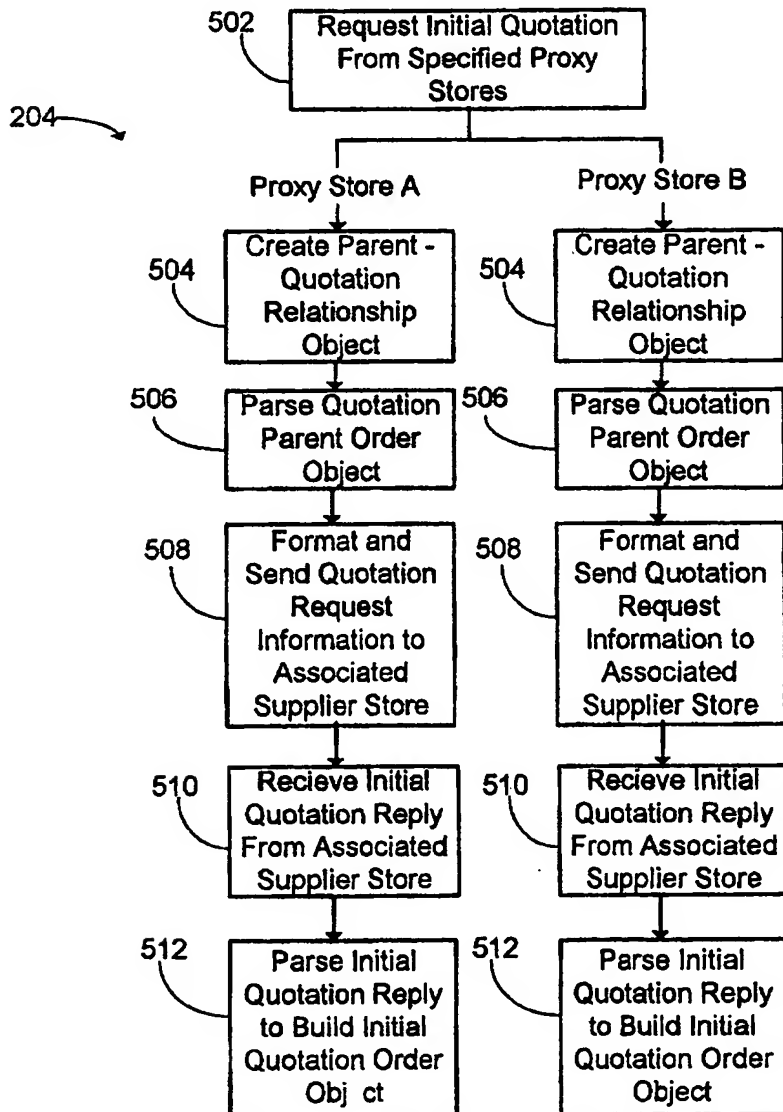 502
Request Initial Quotation
From Specified Proxy
Stores
204
Proxy Store A
Proxy Store B
504
Create Parent -
Quotation
Relationship
Object
504
Create Parent -
Quotation
Relationship
Object
506
Parse Quotation
Parent Order
Object
506
Parse Quotation
Parent Order
Object
508
Format and
Send Quotation
Request
Information to
Associated
Supplier Store
508
Format and
Send Quotation
Request
Information to
Associated
Supplier Store
510
Recieve Initial
Quotation Reply
From Associated
Supplier Store
510
Recieve Initial
Quotation Reply
From Associated
Supplier Store
512
Parse Initial
Quotation Reply
to Build Initial
Quotation Order
Obj ct
512
Parse Initial
Quotation Reply
to Build Initial
Quotation Order
Object